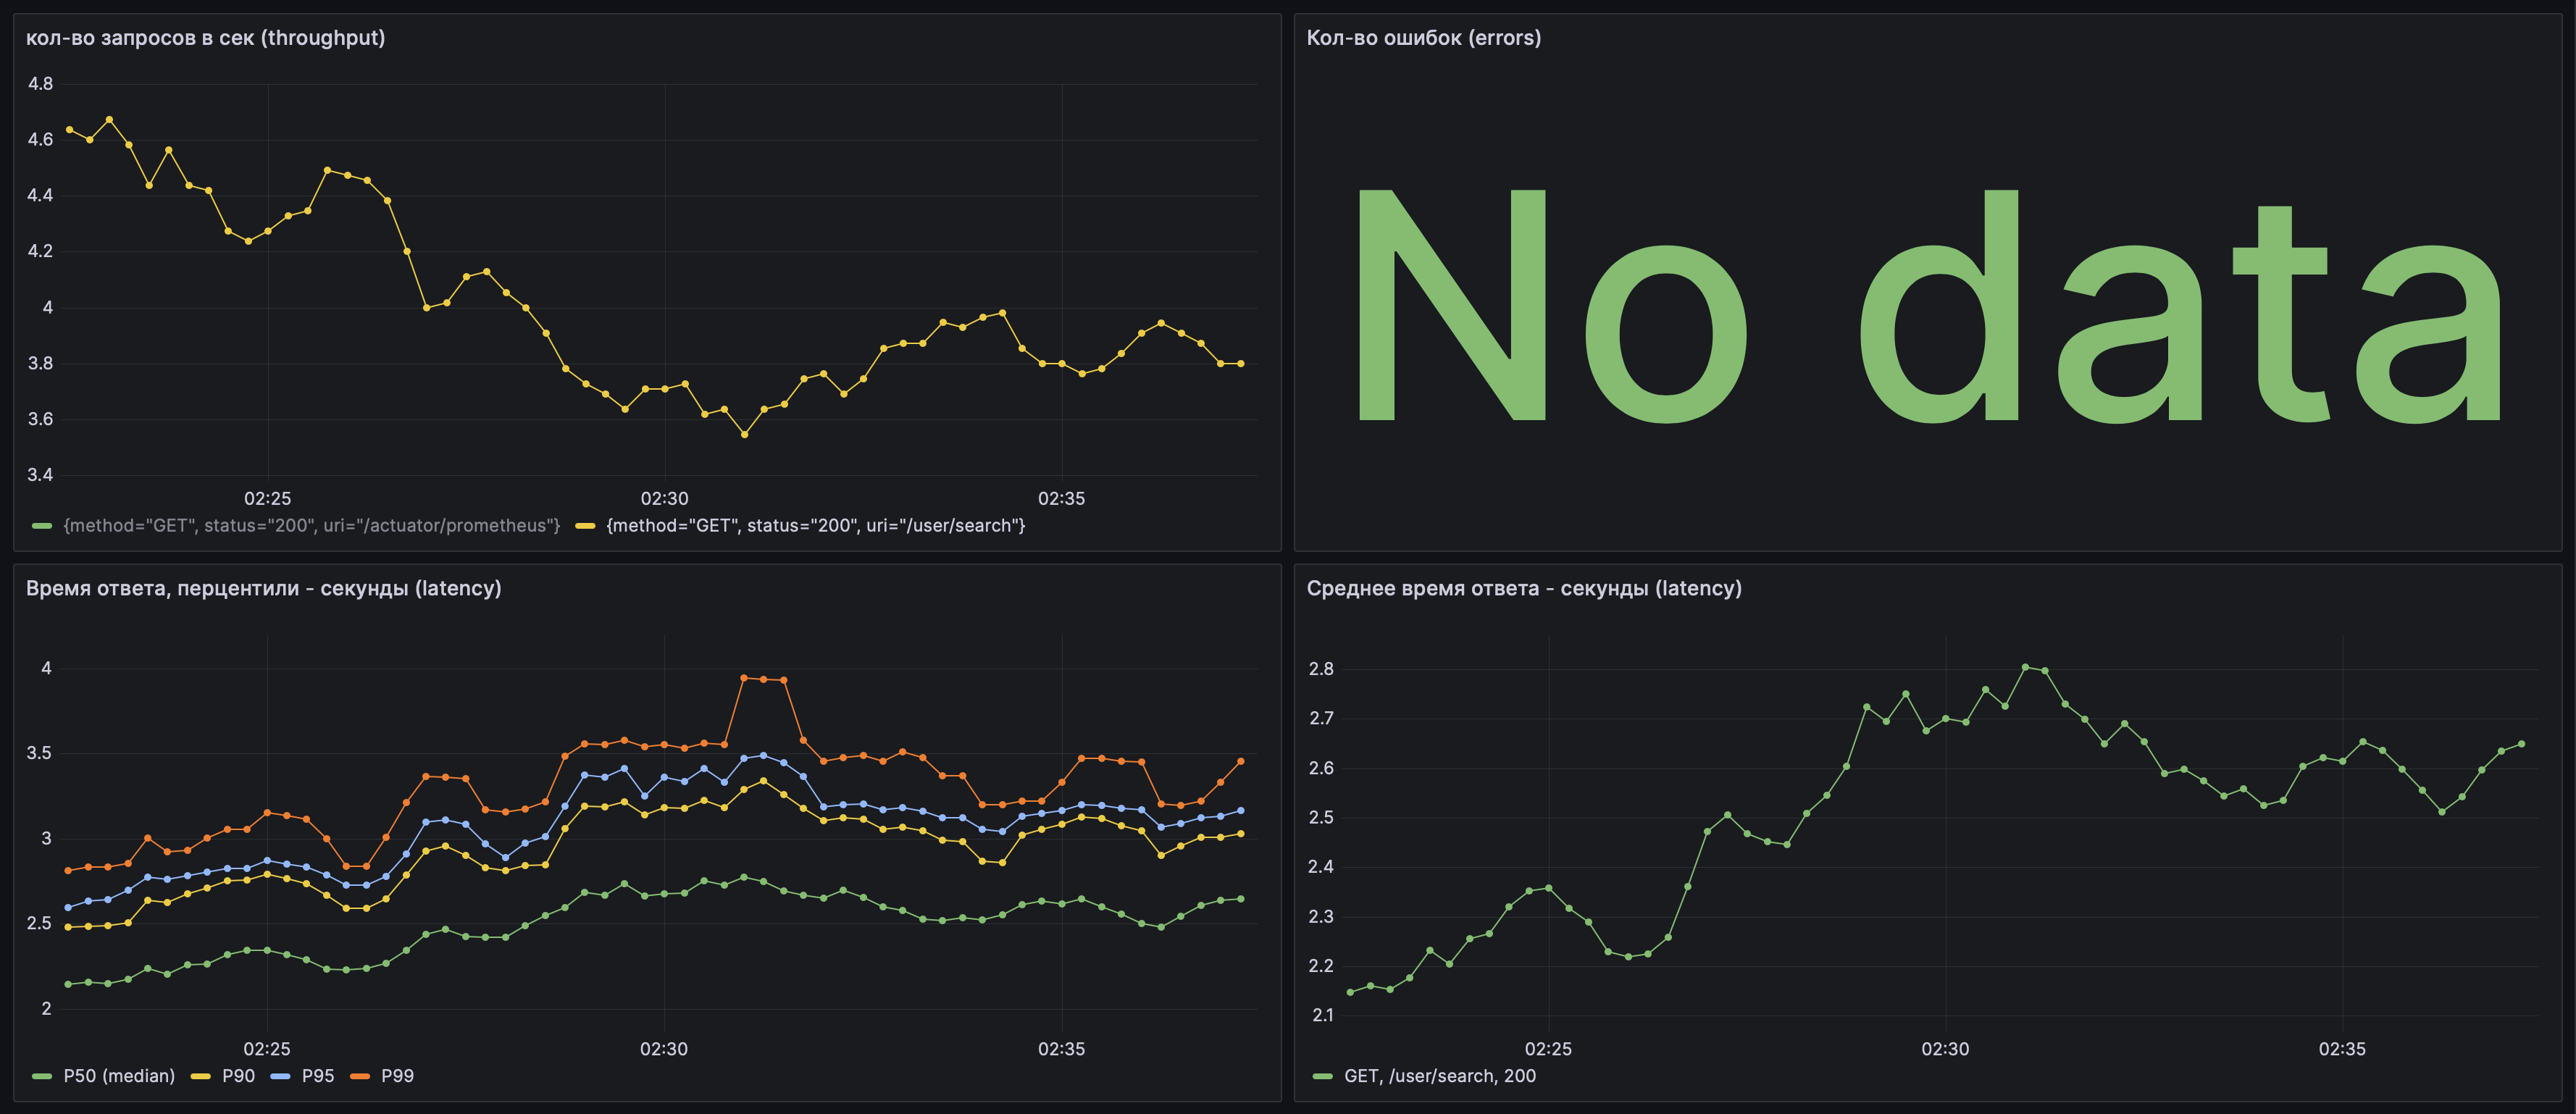 кол-во запросов в сек (throughput)
4.8
4.6
4.4
4.2
4
3.8
3.6
3.4
02:25 02:30 02:35
{method="GET", status="200", uri="/actuator/prometheus"} {method="GET", status="200", uri="/user/search"}
Кол-во ошибок (errors)
No data
Время ответа, перцентили - секунды (latency)
4
3.5
3
2.5
2
02:25 02:30 02:35
P50 (median) P90 P95 P99
Среднее время ответа - секунды (latency)
2.8
2.7
2.6
2.5
2.4
2.3
2.2
2.1
02:25 02:30 02:35
GET, /user/search, 200